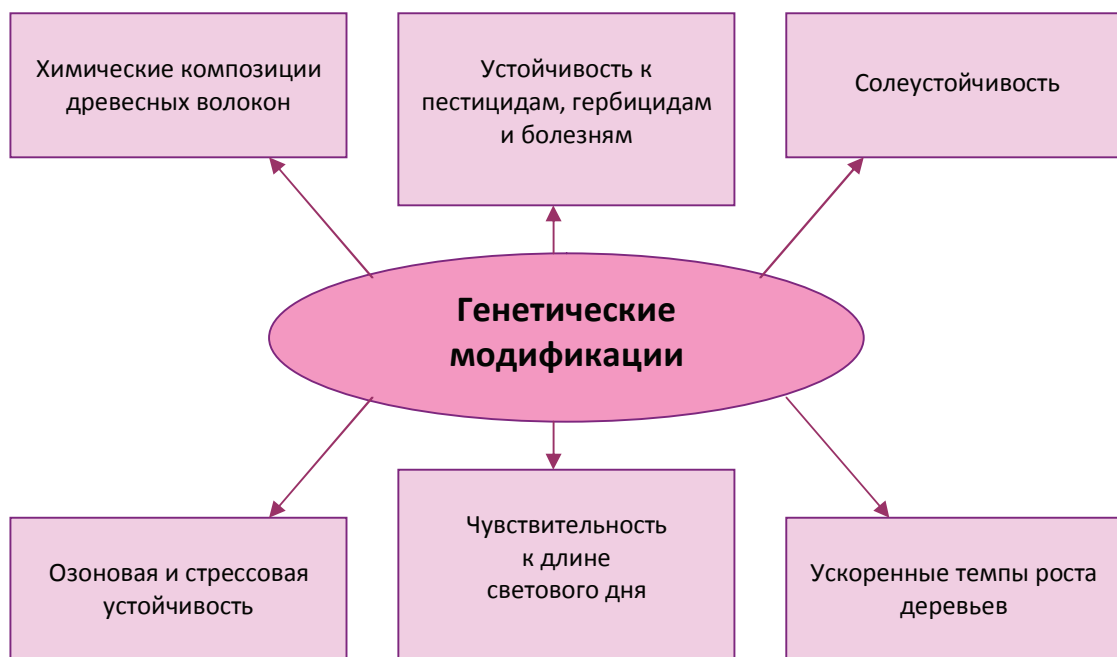 Химические композиции
древесных волокон
Устойчивость к
пестицидам, гербицидам
и болезням
Солеустойчивость
Генетические
модификации
Озоновая и стрессовая
устойчивость
Чувствительность
к длине
светового дня
Ускоренные темпы роста
деревьев